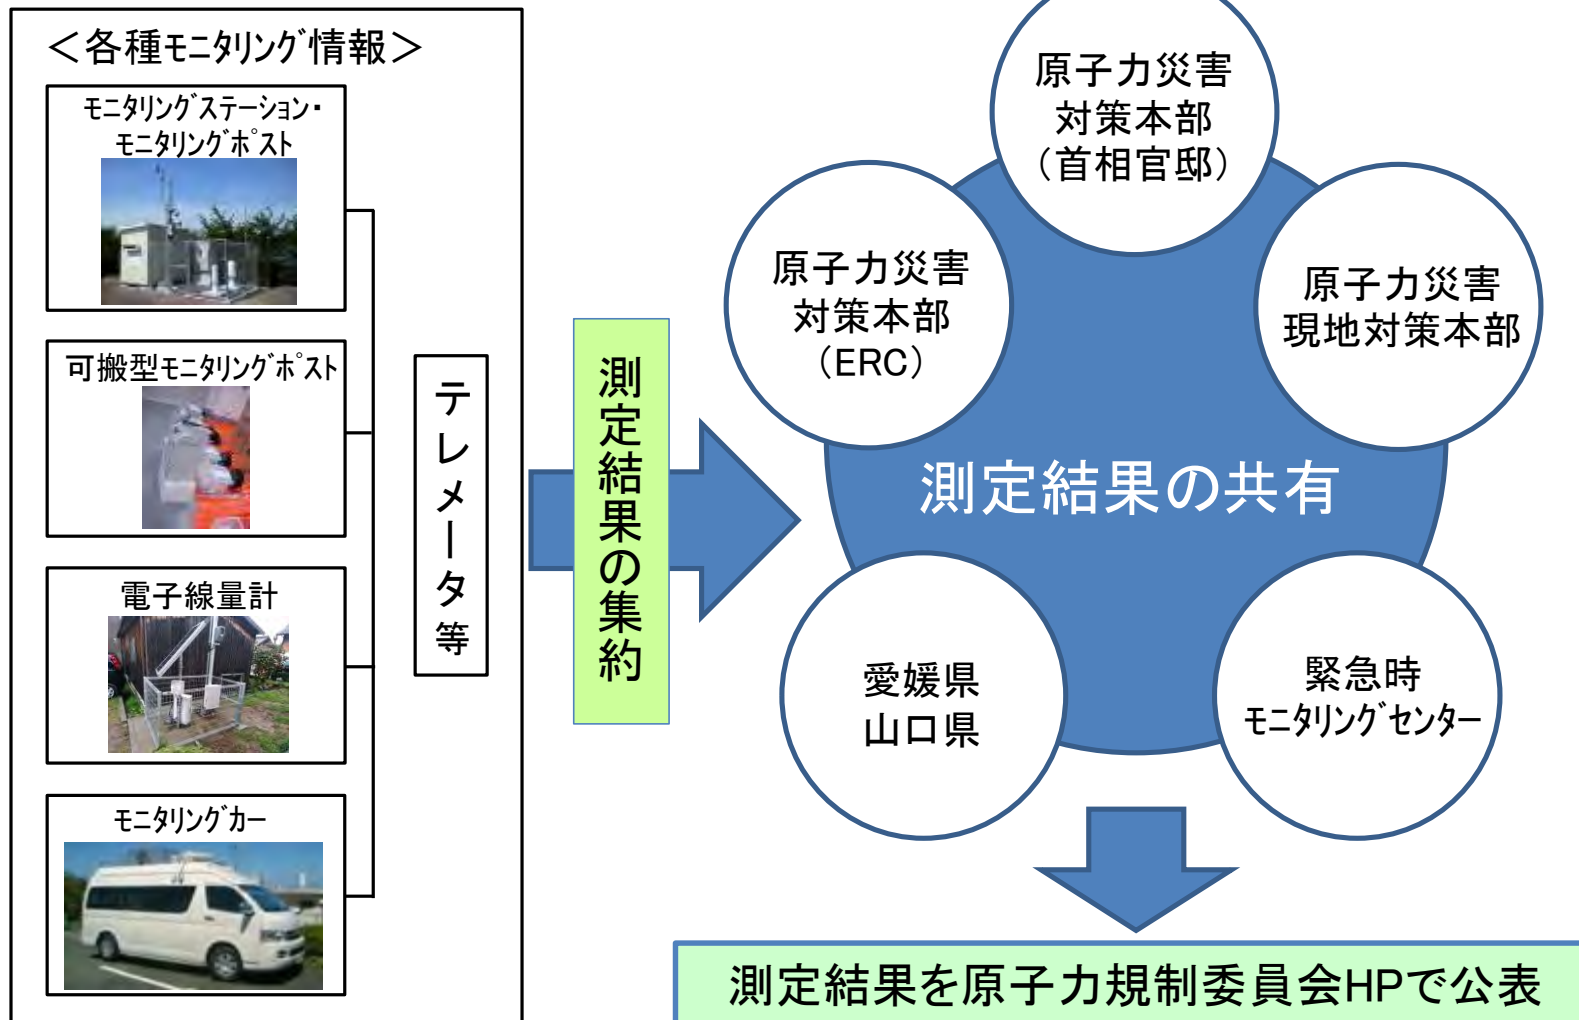 ＜各種ﾓﾆﾀﾘﾝｸﾞ情報＞
ﾓﾆﾀﾘﾝｸﾞｽﾃｰｼｮﾝ・
ﾓﾆﾀﾘﾝｸﾞﾎﾟｽﾄ
可搬型ﾓﾆﾀﾘﾝｸﾞﾎﾟｽﾄ
電子線量計
ﾓﾆﾀﾘﾝｸﾞｶｰ
テレメータ等
測定結果の集約
原子力災害
対策本部
（首相官邸）
原子力災害
対策本部
（ERC）
原子力災害
現地対策本部
測定結果の共有
愛媛県
山口県
緊急時
ﾓﾆﾀﾘﾝｸﾞｾﾝﾀｰ
測定結果を原子力規制委員会HPで公表